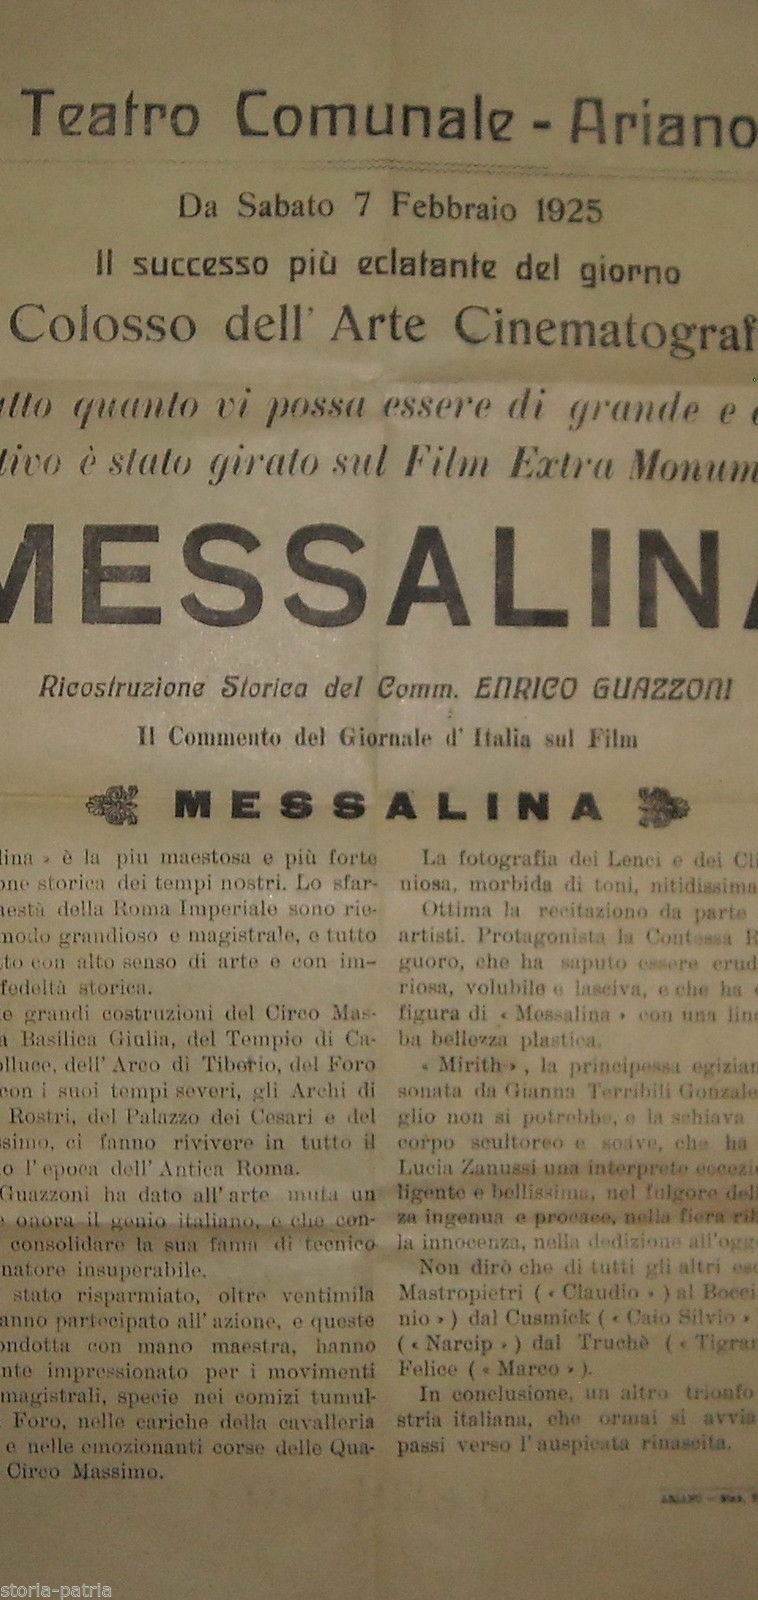 Teatro Comunale - Ariano
Da Sabato 7 Febbraio 1925
Il successo più eclatante del giorno
Colosso dell' Arte Cinematograf
utto quanto vi possa essere di grande e
tivo è stato girato sul Film Extra Monum
MESSALINA
Ricostruzione Storica del Comm. ENRICO GUAZZONI
Il Commento del Giornale d' Italia sul Film
MESSALINA
lina » è la piu maestosa e più forte
one storica dei tempi nostri. Lo sfar-
nestà della Roma Imperiale sono rie-
modo grandioso e magistrale, e tutto
to con alto senso di arte e con im-
fedeltà storica.
e grandi costruzioni del Circo Mas-
a Basilica Giulia, del Tempio di Ca-
olluce, dell' Arco di Tiberio, del Foro
con i suoi tempi severi, gli Archi di
Rostri, del Palazzo dei Cesari e del
ssimo, ci fanno rivivere in tutto il
o l'epoca dell' Antica Roma.
Guazzoni ha dato all' arte muta un
e onora il genio italiano, e che con-
consolidare la sua fama di tecnico
natore insuperabile.
stato risparmiato, oltre ventimila
anno partecipato all' azione, e queste
ondotta con mano maestra, hanno
nte impressionato per i movimenti
magistrali, specie nei comizi tumul-
Foro, nelle cariche della cavalleria
e nelle emozionanti corse delle Qua-
Circo Massimo.
La fotografia dei Lenci e dei Cli
niosa, morbida di toni, nitidissima
Ottima la recitaziono da parte
artisti. Protagonista la Contessa R
guoro, che ha saputo essere crud
riosa, volubile e lasciva, e che ha
figura di « Messalina » con una lin
ba bellezza plastica.
« Mirith » , la principessa egizian
sonata da Gianna Terribili Gonzale
glio non si potrebbe, e la schiava
corpo scultoreo e soave, che ha
Lucia Zanussi una interprete eccezi
ligente e bellissima, nel fulgore del
za ingenua e procace, nella fiera rib
la innocenza, nella dedizione all'ogg
Non dirò che di tutti gli altri ese
Mastropietri ( « Claudio » ) al Bocci
nio » ) dal Cusmick ( « Caio Silvio »
( « Narcip » ) dal Truchè ( « Tigran
Felice ( « Marco » ).
In conclusione, un altro trionfo
stria italiana, che ormai si avvia
passi verso l' auspicata rinascita.
ARIANO –
storia-patria